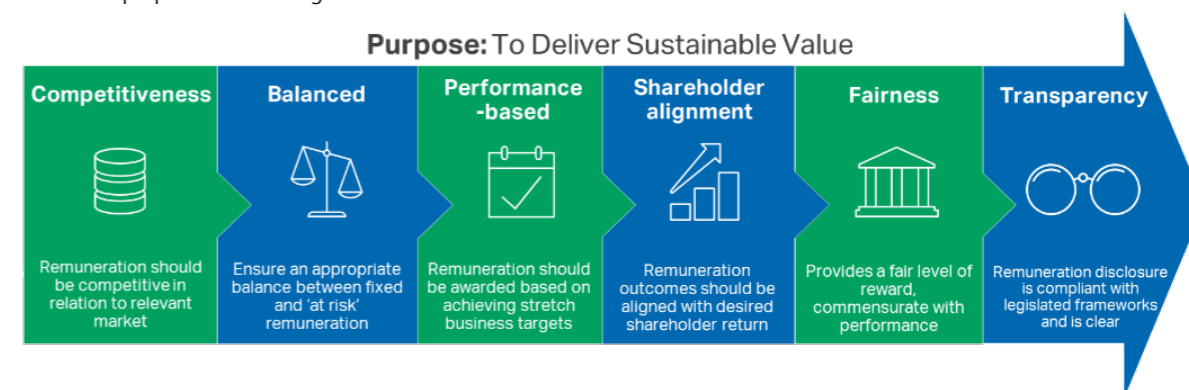 Purpose: To Deliver Sustainable Value
Competitiveness
Remuneration should
be competitive in
relation to relevant
market
Balanced
Ensure an appropriate
balance between fixed
and 'at risk'
remuneration
Performance
-based
Remuneration should
be awarded based on
achieving stretch
business targets
Shareholder
alignment
Remuneration
outcomes should be
aligned with desired
shareholder return
Fairness
Provides a fair level of
reward,
commensurate with
performance
Transparency
Remuneration disclosure
is compliant with
legislated frameworks
and is clear